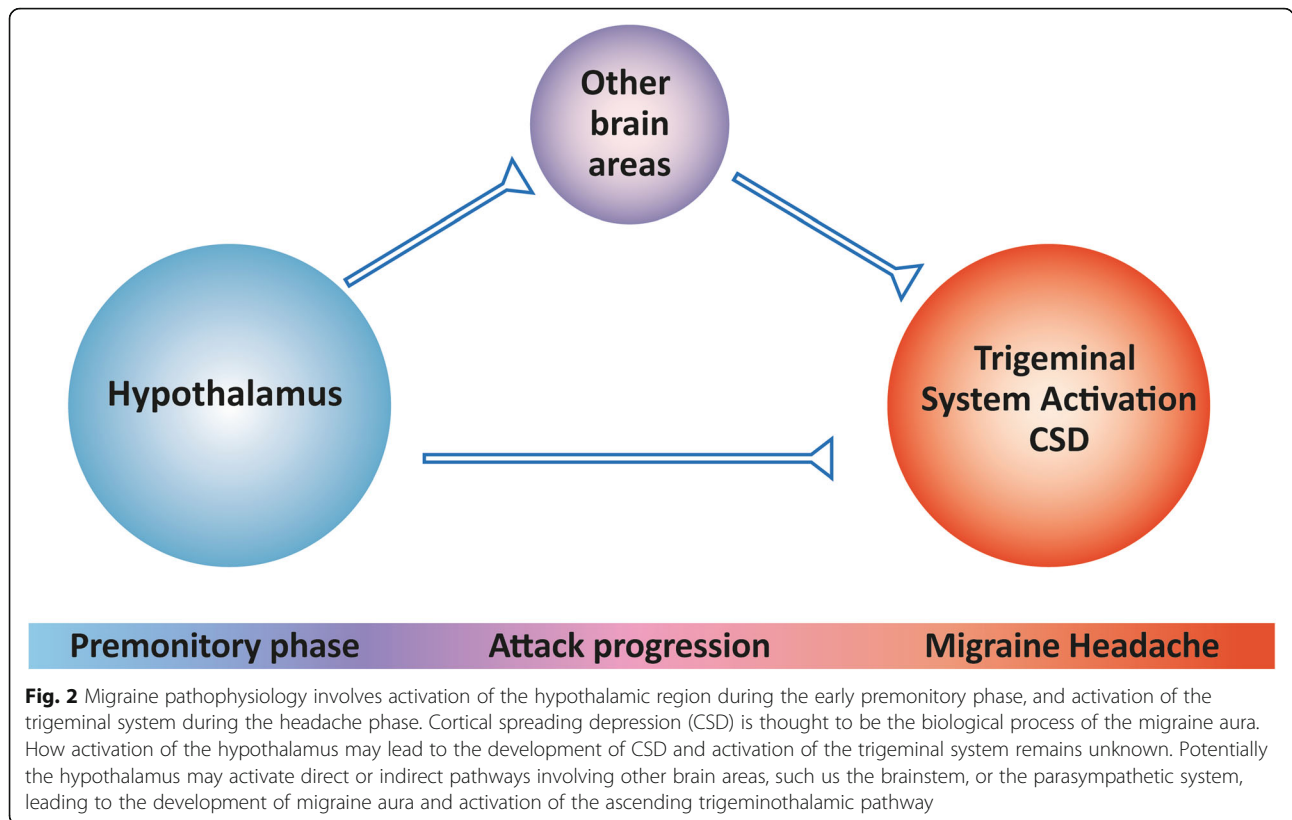 Other
brain
areas
Hypothalamus
Trigeminal
System Activation
CSD
Premonitory phase
Attack progression
Migraine Headache
Fig. 2 Migraine pathophysiology involves activation of the hypothalamic region during the early premonitory phase, and activation of the
trigeminal system during the headache phase. Cortical spreading depression (CSD) is thought to be the biological process of the migraine aura.
How activation of the hypothalamus may lead to the development of CSD and activation of the trigeminal system remains unknown. Potentially
the hypothalamus may activate direct or indirect pathways involving other brain areas, such us the brainstem, or the parasympathetic system,
leading to the development of migraine aura and activation of the ascending trigeminothalamic pathway